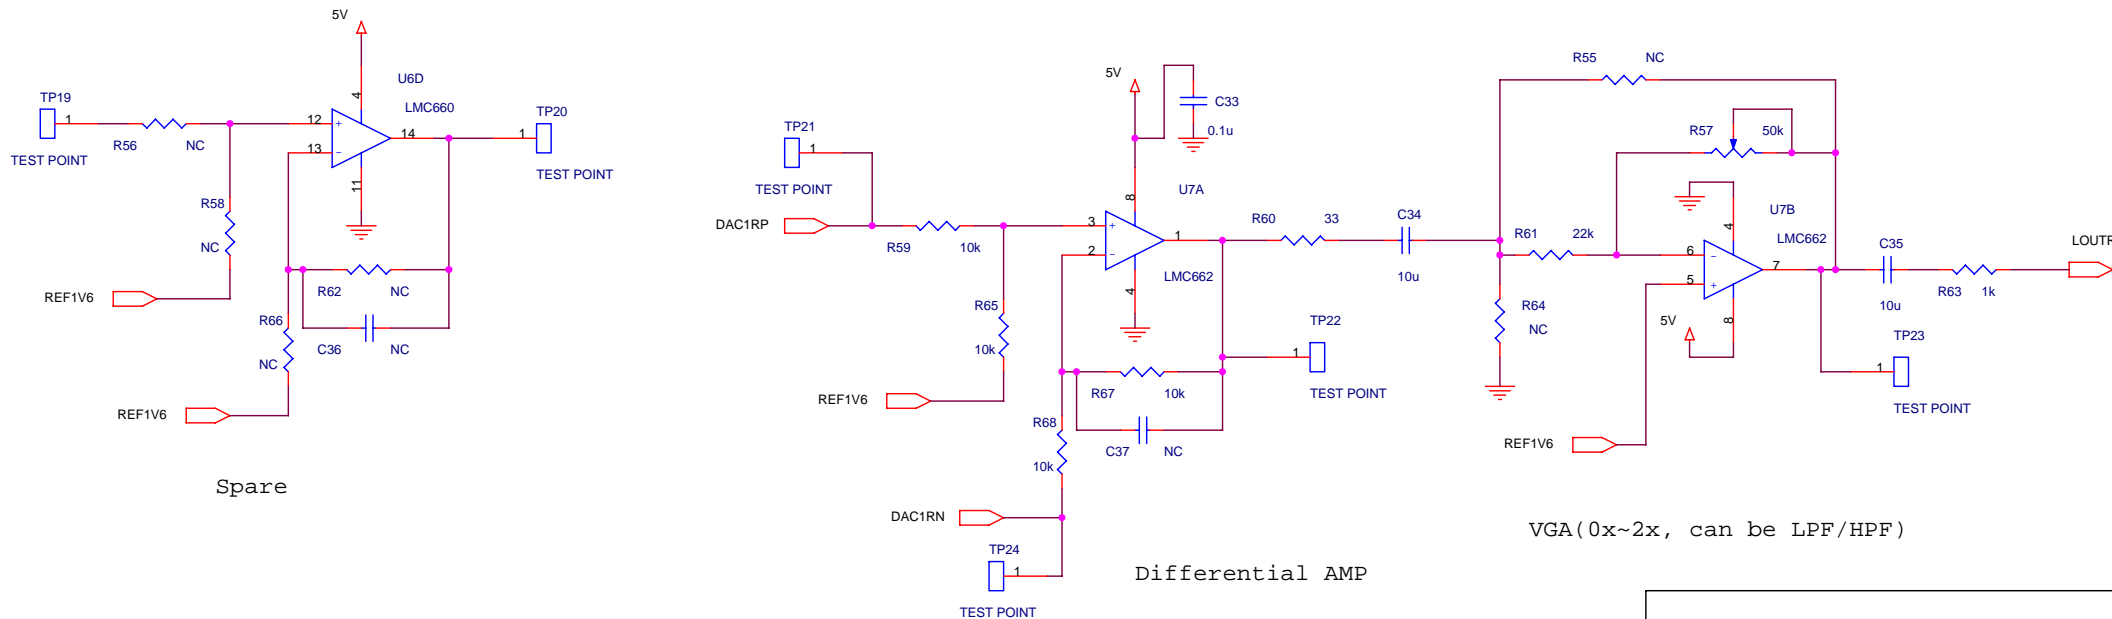 5V
U6D
LMC660
TP19
1
TEST POINT
R56
NC
12
13
4
11
14
+
−
1
TP20
TEST POINT
R58
NC
REF1V6
R62
NC
R66
NC
C36
NC
REF1V6
Spare
5V
C33
0.1u
TP21
1
TEST POINT
DAC1RP
R59
10k
U7A
8
3
2
1
4
+
−
LMC662
R65
10k
REF1V6
R67
10k
R68
10k
C37
NC
DAC1RN
TP24
1
TEST POINT
TP22
1
TEST POINT
Differential AMP
R60
33
C34
10u
R55
NC
R57
50k
R61
22k
R64
NC
U7B
LMC662
4
6
5
7
8
−
+
5V
REF1V6
C35
10u
R63
1k
LOUTR
TP23
1
TEST POINT
VGA(0x~2x, can be LPF/HPF)